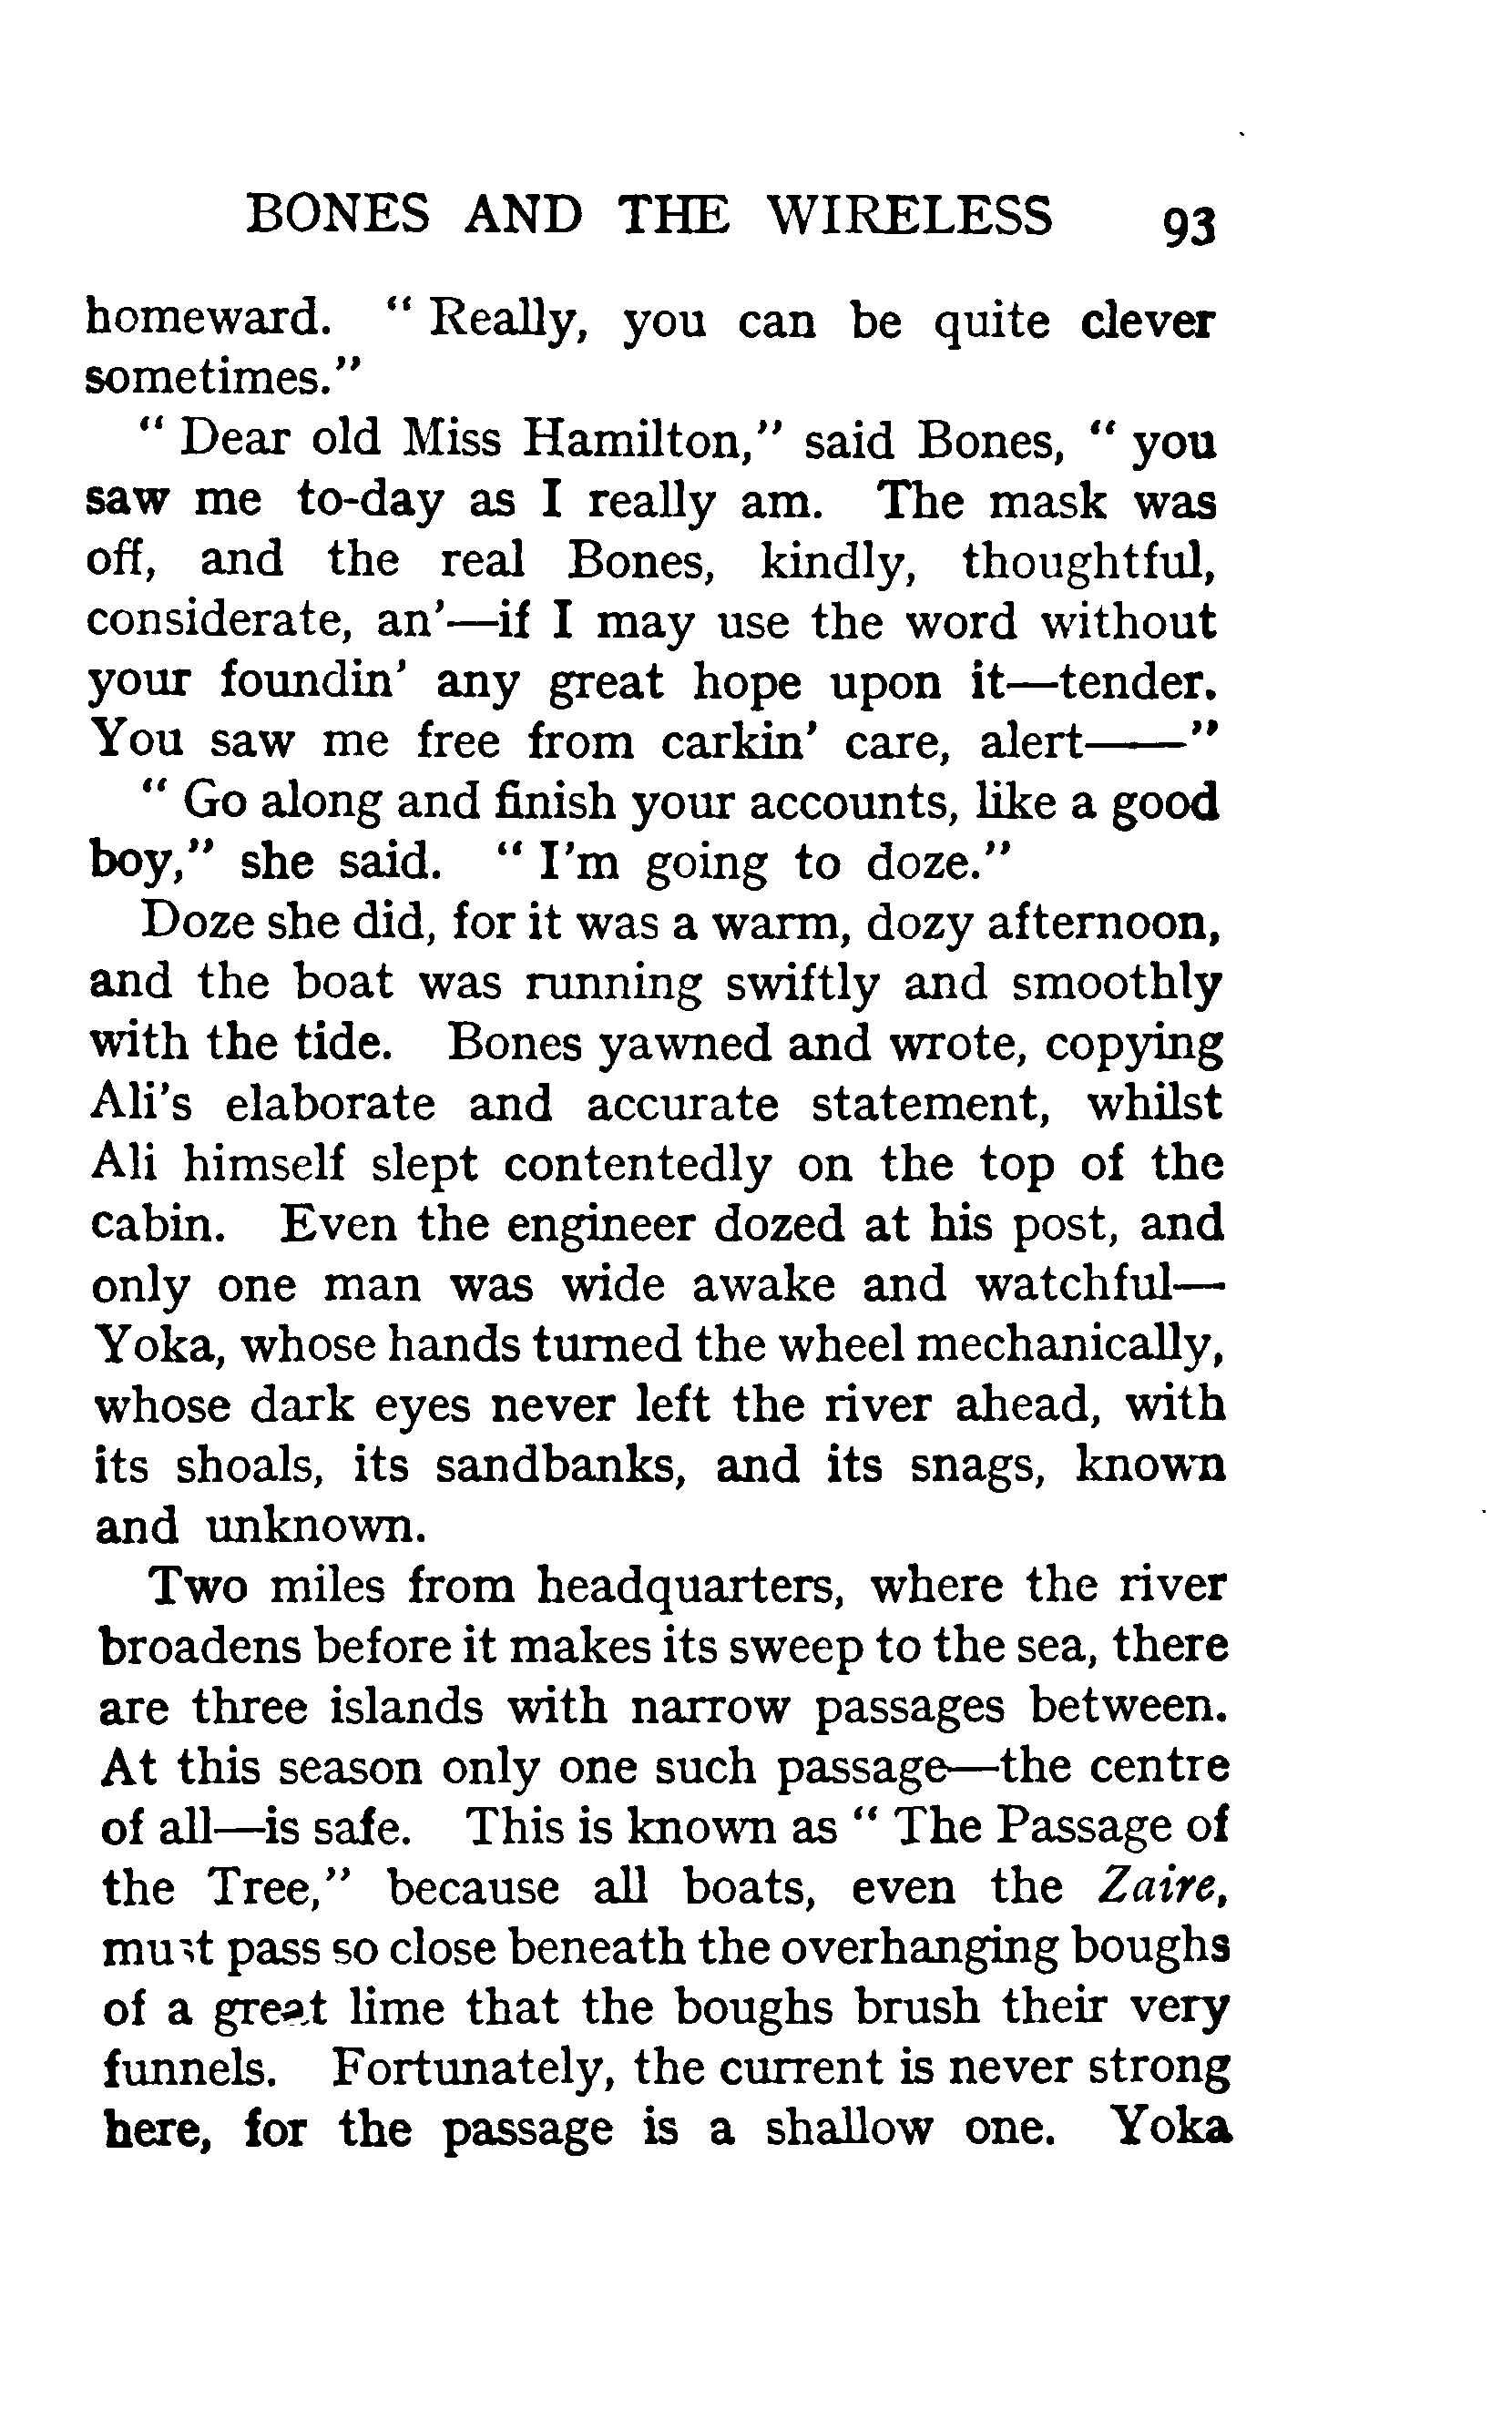 BONES AND THE WIRELESS 93
homeward. " Really, you can be quite clever
sometimes."
" Dear old Miss Hamilton," said Bones, " you
saw me to-day as I really am. The mask was
off, and the real Bones, kindly, thoughtful,
considerate, an'—if I may use the word without
your foundin' any great hope upon it—tender.
You saw me free from carkin' care, alert——"
" Go along and finish your accounts, like a good
boy," she said. " I'm going to doze."
Doze she did, for it was a warm, dozy afternoon,
and the boat was running swiftly and smoothly
with the tide. Bones yawned and wrote, copying
Ali's elaborate and accurate statement, whilst
Ali himself slept contentedly on the top of the
cabin. Even the engineer dozed at his post, and
only one man was wide awake and watchful—
Yoka, whose hands turned the wheel mechanically,
whose dark eyes never left the river ahead, with
its shoals, its sandbanks, and its snags, known
and unknown.
Two miles from headquarters, where the river
broadens before it makes its sweep to the sea, there
are three islands with narrow passages between.
At this season only one such passage—the centre
of all—is safe. This is known as " The Passage of
the Tree," because all boats, even the Zaire,
must pass so close beneath the overhanging boughs
of a great lime that the boughs brush their very
funnels. Fortunately, the current is never strong
here, for the passage is a shallow one. Yoka